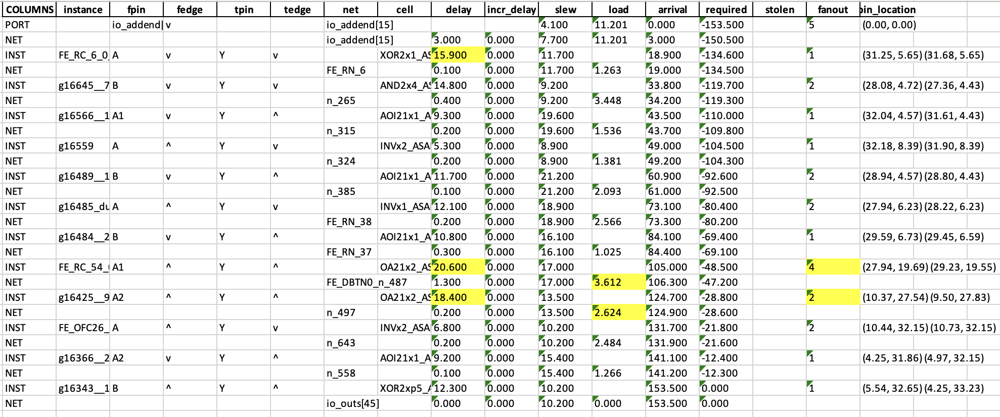 COLUMNS instance fpin fedge tpin tedge net cell delay incr_delay slew load arrival required stolen fanout pin_location
PORT io_addend[ v io_addend[15] 4.100 11.201 0.000 -153.500 5 (0.00, 0.00)
NET io_addend[15] 3.000 0.000 7.700 11.201 3.000 -150.500
INST FE_RC_6_0_ A v Y v XOR2x1_AS 15.900 0.000 11.700 18.900 -134.600 1 (31.25, 5.65) (31.68, 5.65)
NET FE_RN_6 0.100 0.000 11.700 1.263 19.000 -134.500
INST g16645__7 B v Y v AND2x4_AS 14.800 0.000 9.200 33.800 -119.700 2 (28.08, 4.72) (27.36, 4.43)
NET n_265 0.400 0.000 9.200 3.448 34.200 -119.300
INST g16566__1 A1 v Y ^ AOI21x1_A 9.300 0.000 19.600 43.500 -110.000 1 (32.04, 4.57) (31.61, 4.43)
NET n_315 0.200 0.000 19.600 1.536 43.700 -109.800
INST g16559 A ^ Y v INVx2_ASA 5.300 0.000 8.900 49.000 -104.500 1 (32.18, 8.39) (31.90, 8.39)
NET n_324 0.200 0.000 8.900 1.381 49.200 -104.300
INST g16489__1 B v Y ^ AOI21x1_A 11.700 0.000 21.200 60.900 -92.600 2 (28.94, 4.57) (28.80, 4.43)
NET n_385 0.100 0.000 21.200 2.093 61.000 -92.500
INST g16485_du A ^ Y v INVx1_ASA 12.100 0.000 18.900 73.100 -80.400 2 (27.94, 6.23) (28.22, 6.23)
NET FE_RN_38 0.200 0.000 18.900 2.566 73.300 -80.200
INST g16484__2 B v Y ^ AOI21x1_A 10.800 0.000 16.100 84.100 -69.400 1 (29.59, 6.73) (29.45, 6.59)
NET FE_RN_37 0.300 0.000 16.100 1.025 84.400 -69.100
INST FE_RC_54_ A1 ^ Y ^ OA21x2_AS 20.600 0.000 17.000 105.000 -48.500 4 (27.94, 19.69) (29.23, 19.55)
NET FE_DBTN0_n_487 1.300 0.000 17.000 3.612 106.300 -47.200
INST g16425__9 A2 ^ Y ^ OA21x2_AS 18.400 0.000 13.500 124.700 -28.800 2 (10.37, 27.54) (9.50, 27.83)
NET n_497 0.200 0.000 13.500 2.624 124.900 -28.600
INST FE_OFC26_ A ^ Y v INVx2_ASA 6.800 0.000 10.200 131.700 -21.800 2 (10.44, 32.15) (10.73, 32.15)
NET n_643 0.200 0.000 10.200 2.484 131.900 -21.600
INST g16366__2 A2 v Y ^ AOI21x1_A 9.200 0.000 15.400 141.100 -12.400 1 (4.25, 31.86) (4.97, 32.15)
NET n_558 0.100 0.000 15.400 1.266 141.200 -12.300
INST g16343__1 B ^ Y ^ XOR2xp5_A 12.300 0.000 10.200 153.500 0.000 1 (5.54, 32.65) (4.25, 33.23)
NET io_outs[45] 0.000 0.000 10.200 0.000 153.500 0.000